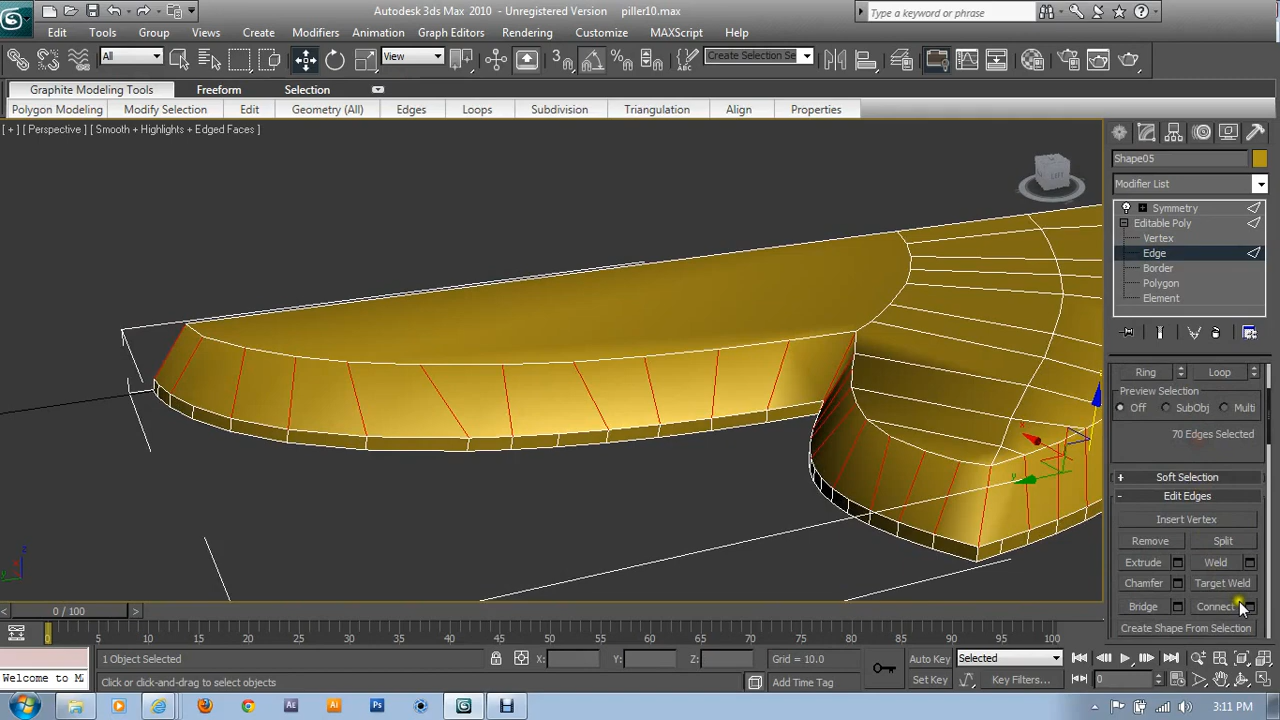 Autodesk 3ds Max 2010 - Unregistered Version piller10.max
Type a keyword or phrase
Edit Tools Group Views Create Modifiers Animation Graph Editors Rendering Customize MAXScript Help
All View Create Selection Se
Graphite Modeling Tools Freeform Selection
Polygon Modeling Modify Selection Edit Geometry (All) Edges Loops Subdivision Triangulation Align Properties
[ + ] [ Perspective ] [ Smooth + Highlights + Edged Faces ]
LEFT
Shape05
Modifier List
Symmetry
Editable Poly
Vertex
Edge
Border
Polygon
Element
Ring Loop
Preview Selection
Off SubObj Multi
70 Edges Selected
+ Soft Selection
- Edit Edges
Insert Vertex
Remove Split
Extrude Weld
Chamfer Target Weld
Bridge Connect
Create Shape From Selection
x
y
z
y
< 0 / 100 >
0 5 10 15 20 25 30 35 40 45 50 55 60 65 70 75 80 85 90 95 100
1 Object Selected X: Y: Z: Grid = 10.0 Auto Key Selected
Welcome to M Click or click-and-drag to select objects Add Time Tag Set Key Key Filters... 0
3:11 PM